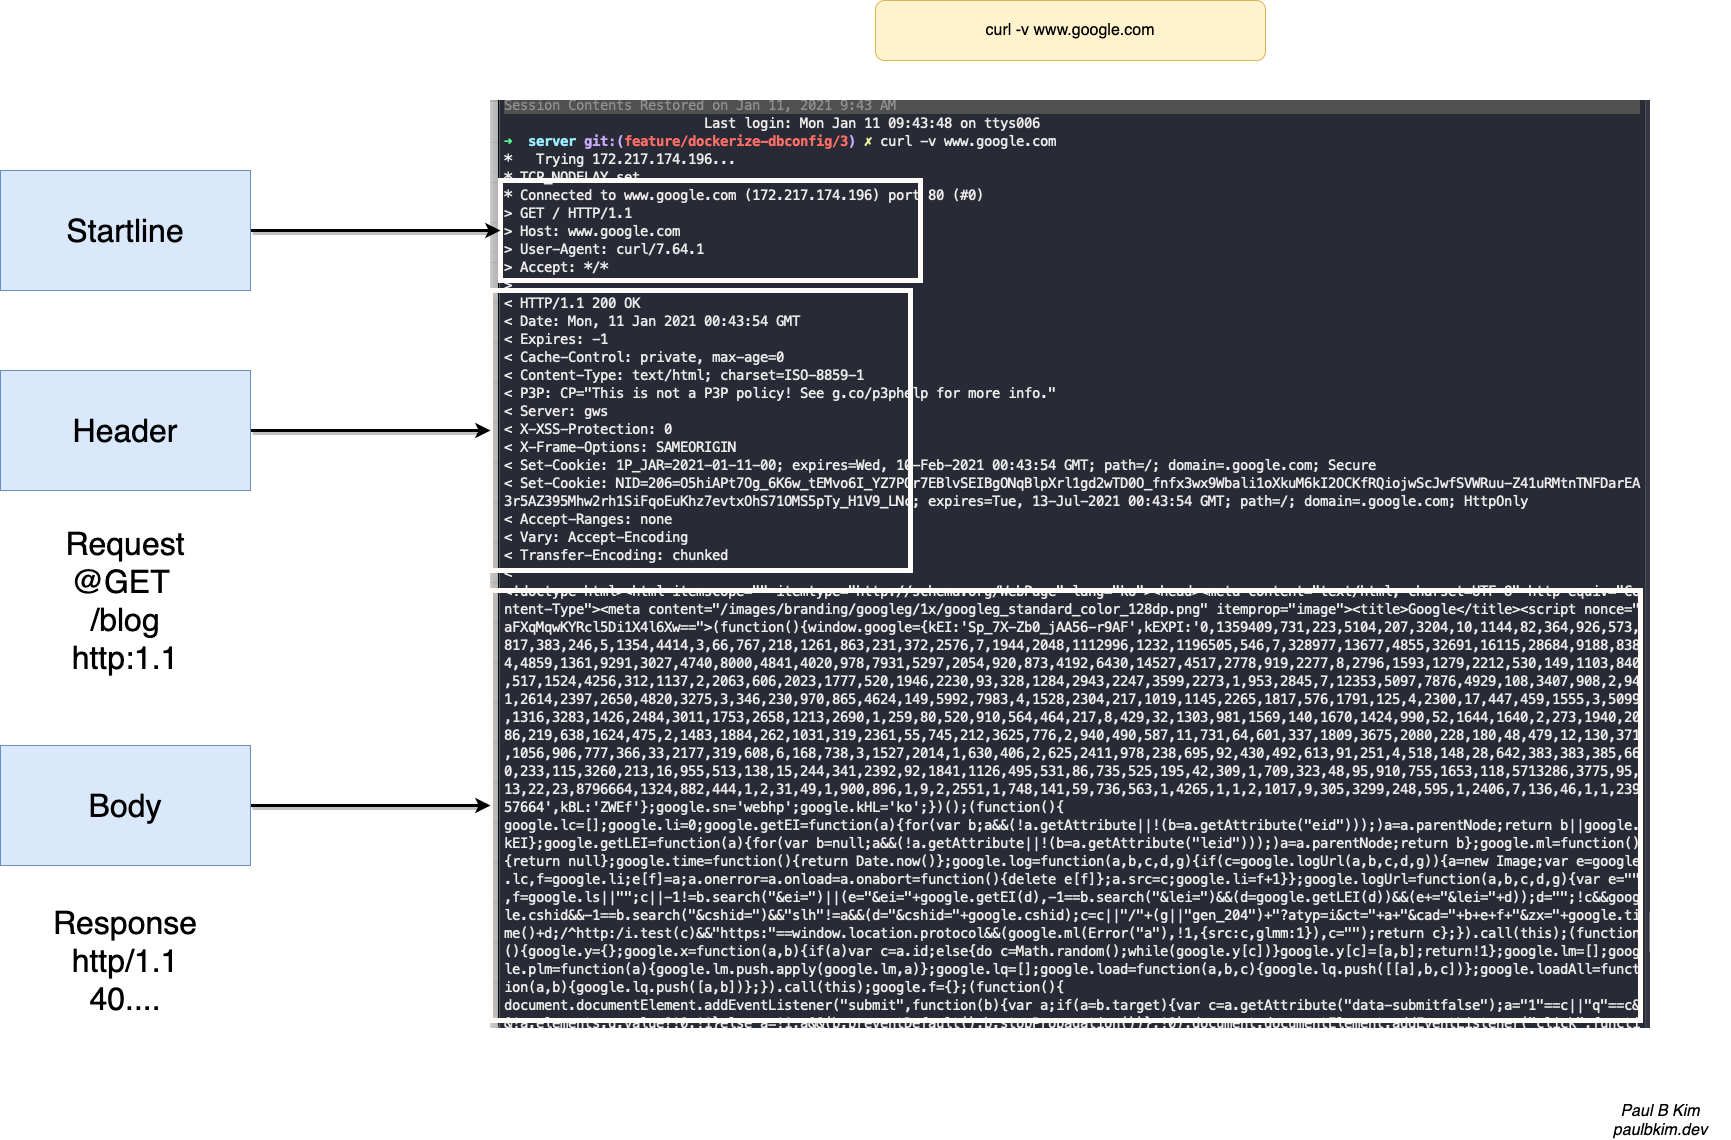 curl -v www.google.com
Session Contents Restored on Jan 11, 2021 9:43 AM
Last login: Mon Jan 11 09:43:48 on ttys006
➜ server git:(feature/dockerize-dbconfig/3) ✗ curl -v www.google.com
* Trying 172.217.174.196...
* TCP_NODELAY set
* Connected to www.google.com (172.217.174.196) port 80 (#0)
> GET / HTTP/1.1
> Host: www.google.com
> User-Agent: curl/7.64.1
> Accept: */*
>
< HTTP/1.1 200 OK
< Date: Mon, 11 Jan 2021 00:43:54 GMT
< Expires: -1
< Cache-Control: private, max-age=0
< Content-Type: text/html; charset=ISO-8859-1
< P3P: CP="This is not a P3P policy! See g.co/p3phelp for more info."
< Server: gws
< X-XSS-Protection: 0
< X-Frame-Options: SAMEORIGIN
< Set-Cookie: 1P_JAR=2021-01-11-00; expires=Wed, 10-Feb-2021 00:43:54 GMT; path=/; domain=.google.com; Secure
< Set-Cookie: expires=Tue, 13-Jul-2021 00:43:54 GMT; path=/; domain=.google.com; HttpOnly
< Accept-Ranges: none
< Vary: Accept-Encoding
< Transfer-Encoding: chunked
<
<!doctype html><html itemscope="" itemtype="http://schema.org/WebPage" lang="ko"><head><meta content="text/html; charset=UTF-8" http-equiv="Co
ntent-Type"><meta content="/images/branding/googleg/1x/googleg_standard_color_128dp.png" itemprop="image"><title>Google</title><script nonce="
aFXqMqwKYRcl5Di1X4l6Xw==">(function(){window.google={kEI:'Sp_7X-Zb0_jAA56-r9AF',kEXPI:'0,1359409,731,223,5104,207,3204,10,1144,82,364,926,573,
817,383,246,5,1354,4414,3,66,767,218,1261,863,231,372,2576,7,1944,2048,1112996,1232,1196505,546,7,328977,13677,4855,32691,16115,28684,9188,838
4,4859,1361,9291,3027,4740,8000,4841,4020,978,7931,5297,2054,920,873,4192,6430,14527,4517,2778,919,2277,8,2796,1593,1279,2212,530,149,1103,840
,517,1524,4256,312,1137,2,2063,606,2023,1777,520,1946,2230,93,328,1284,2943,2247,3599,2273,1,953,2845,7,12353,5097,7876,4929,108,3407,908,2,94
1,2614,2397,2650,4820,3275,3,346,230,970,865,4624,149,5992,7983,4,1528,2304,217,1019,1145,2265,1817,576,1791,125,4,2300,17,447,459,1555,3,5099
,1316,3283,1426,2484,3011,1753,2658,1213,2690,1,259,80,520,910,564,464,217,8,429,32,1303,981,1569,140,1670,1424,990,52,1644,1640,2,273,1940,20
86,219,638,1624,475,2,1483,1884,262,1031,319,2361,55,745,212,3625,776,2,940,490,587,11,731,64,601,337,1809,3675,2080,228,180,48,479,12,130,371
,1056,906,777,366,33,2177,319,608,6,168,738,3,1527,2014,1,630,406,2,625,2411,978,238,695,92,430,492,613,91,251,4,518,148,28,642,383,383,385,66
0,233,115,3260,213,16,955,513,138,15,244,341,2392,92,1841,1126,495,531,86,735,525,195,42,309,1,709,323,48,95,910,755,1653,118,5713286,3775,95,
13,22,23,8796664,1324,882,444,1,2,31,49,1,900,896,1,9,2,2551,1,748,141,59,736,563,1,4265,1,1,2,1017,9,305,3299,248,595,1,2406,7,136,46,1,1,239
57664',kBL:'ZWEf'};google.sn='webhp';google.kHL='ko';})();(function(){
google.lc=[];google.li=0;google.getEI=function(a){for(var b;a&&(!a.getAttribute||!(b=a.getAttribute("eid")));)a=a.parentNode;return b||google.
kEI};google.getLEI=function(a){for(var b=null;a&&(!a.getAttribute||!(b=a.getAttribute("leid")));)a=a.parentNode;return b};google.ml=function()
{return null};google.time=function(){return Date.now()};google.log=function(a,b,c,d,g){if(c=google.logUrl(a,b,c,d,g)){a=new Image;var e=google
.lc,f=google.li;e[f]=a;a.onerror=a.onload=a.onabort=function(){delete e[f]};a.src=c;google.li=f+1}};google.logUrl=function(a,b,c,d,g){var e=""
,f=google.ls||"";c||-1!=b.search("&ei=")||(e="&ei="+google.getEI(d),-1==b.search("&lei=")&&(d=google.getLEI(d))&&(e+="&lei="+d));d="";!c&&goog
le.cshid&&-1==b.search("&cshid=")&&"slh"!=a&&(d="&cshid="+google.cshid);c=c||"/"+(g||"gen_204")+"?atyp=i&ct="+a+"&cad="+b+e+f+"&zx="+google.ti
me()+d;/^http:/i.test(c)&&"https:"==window.location.protocol&&(google.ml(Error("a"),!1,{src:c,glmm:1}),c="");return c};}).call(this);(function
(){google.y={};google.x=function(a,b){if(a)var c=a.id;else{do c=Math.random();while(google.y[c])}google.y[c]=[a,b];return!1};google.lm=[];goog
le.plm=function(a){google.lm.push.apply(google.lm,a)};google.lq=[];google.load=function(a,b,c){google.lq.push([[a],b,c])};google.loadAll=funct
ion(a,b){google.lq.push([a,b])};}).call(this);google.f={};(function(){
document.documentElement.addEventListener("submit",function(b){var a;if(a=b.target){var c=a.getAttribute("data-submitfalse");a="1"==c||"q"==c&
Startline
Header
Request
@GET
/blog
http:1.1
Body
Response
http/1.1
40....
Paul B Kim
paulbkim.dev